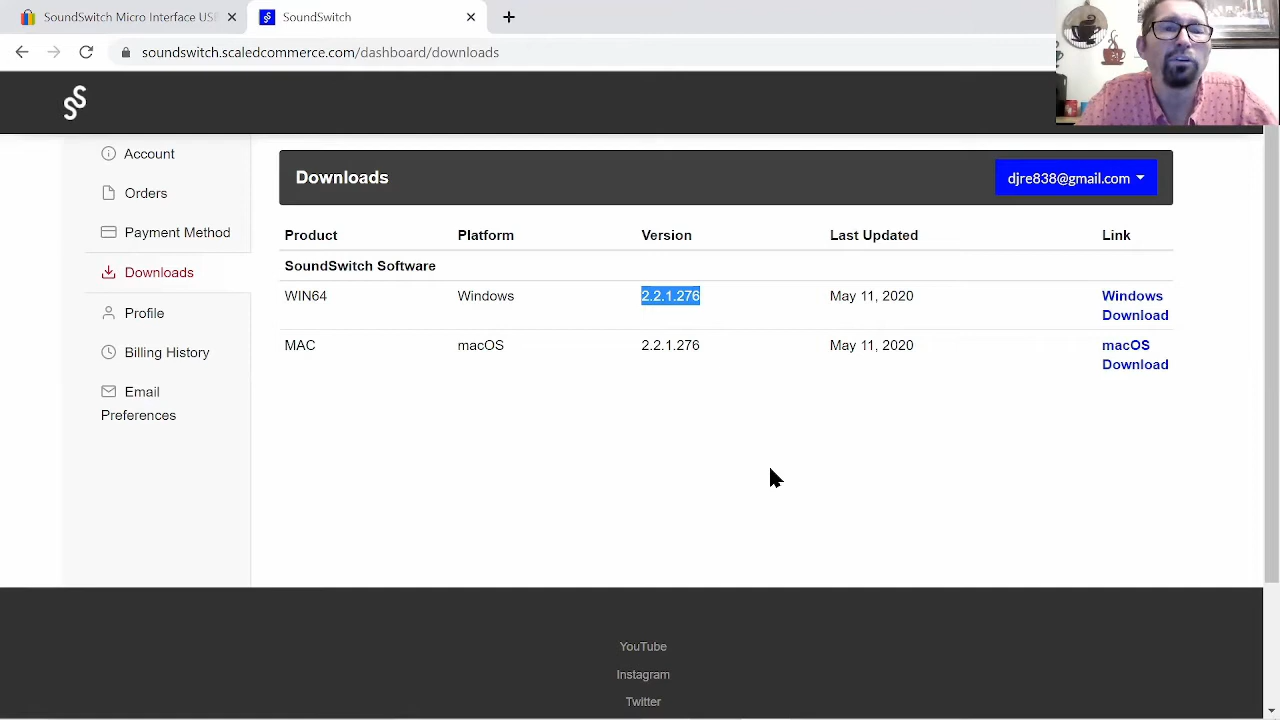 SoundSwitch Micro Interface USB
SoundSwitch
soundswitch.scaledcommerce.com/dashboard/downloads
Account
Orders
Payment Method
Downloads
Profile
Billing History
Email
Preferences
Downloads
djre838@gmail.com
Product Platform Version Last Updated Link
SoundSwitch Software
WIN64 Windows 2.2.1.276 May 11, 2020 Windows
Download
MAC macOS 2.2.1.276 May 11, 2020 macOS
Download
YouTube
Instagram
Twitter